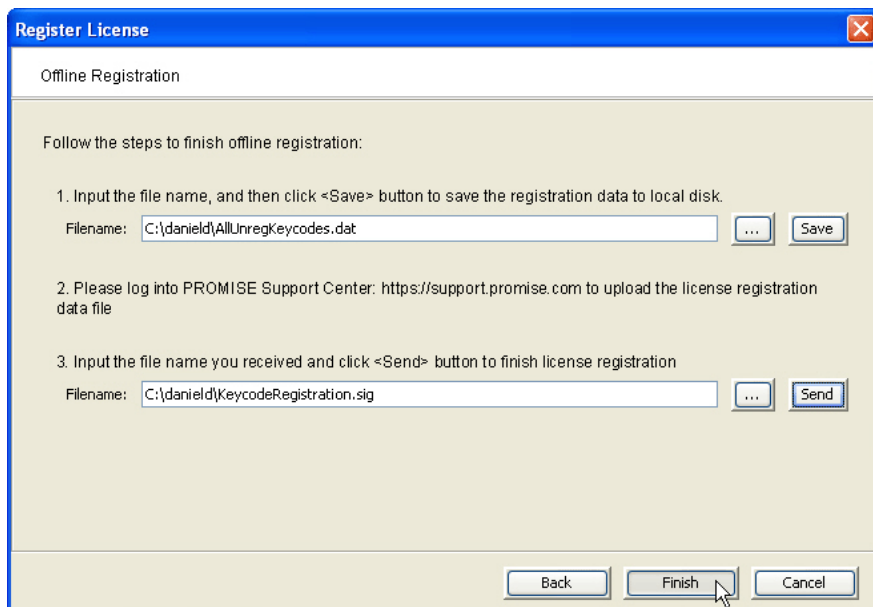 Register License
Offline Registration
Follow the steps to finish offline registration:
1. Input the file name, and then click <Save> button to save the registration data to local disk.
Filename: C:\danield\AllUnregKeycodes.dat ... Save
2. Please log into PROMISE Support Center: https://support.promise.com to upload the license registration
data file
3. Input the file name you received and click <Send> button to finish license registration
Filename: C:\danield\KeycodeRegistration.sig ... Send
Back Finish Cancel